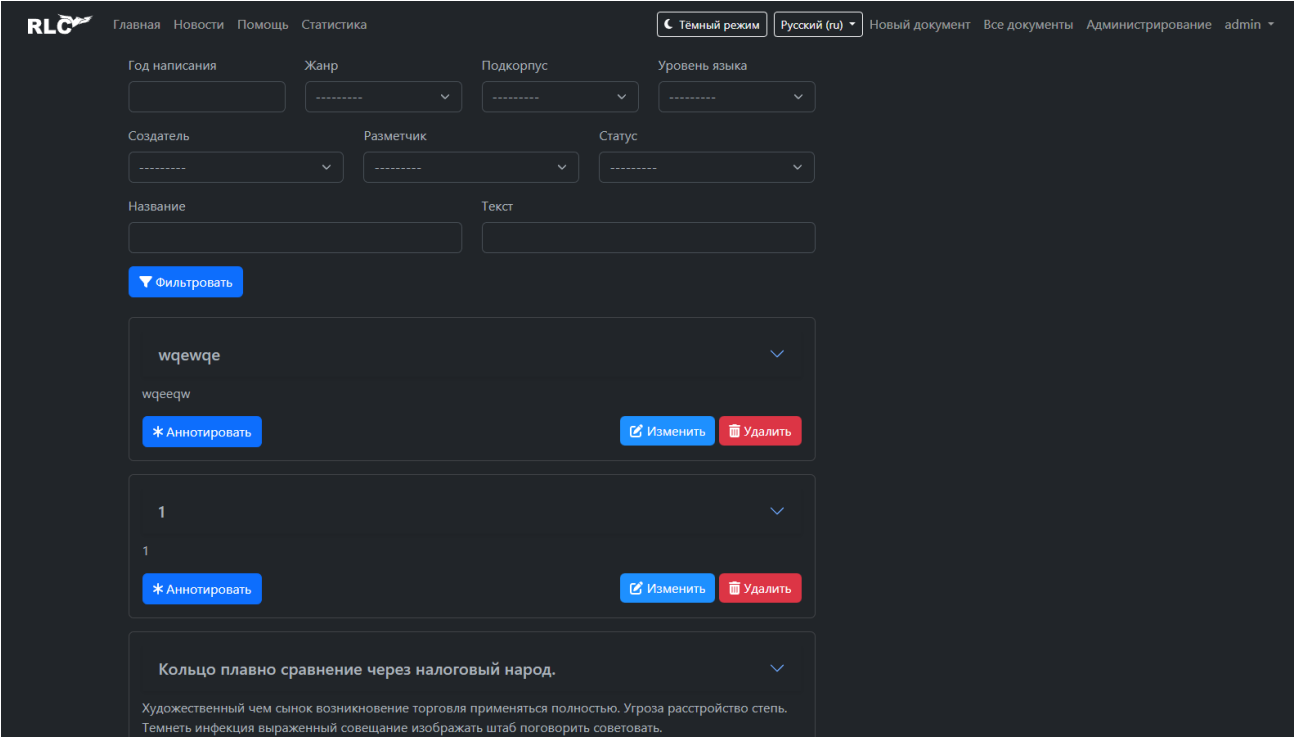 RLC Главная Новости Помощь Статистика Тёмный режим Русский (ru) Новый документ Все документы Администрирование admin
Год написания Жанр Подкорпус Уровень языка
--------- --------- ---------
Создатель Разметчик Статус
--------- --------- ---------
Название Текст
Фильтровать
wqewqe
wqeeqw
Аннотировать Изменить Удалить
1
1
Аннотировать Изменить Удалить
Кольцо плавно сравнение через налоговый народ.
Художественный чем сынок возникновение торговля применяться полностью. Угроза расстройство степь.
Темнеть инфекция выраженный совещание изображать штаб поговорить советовать.